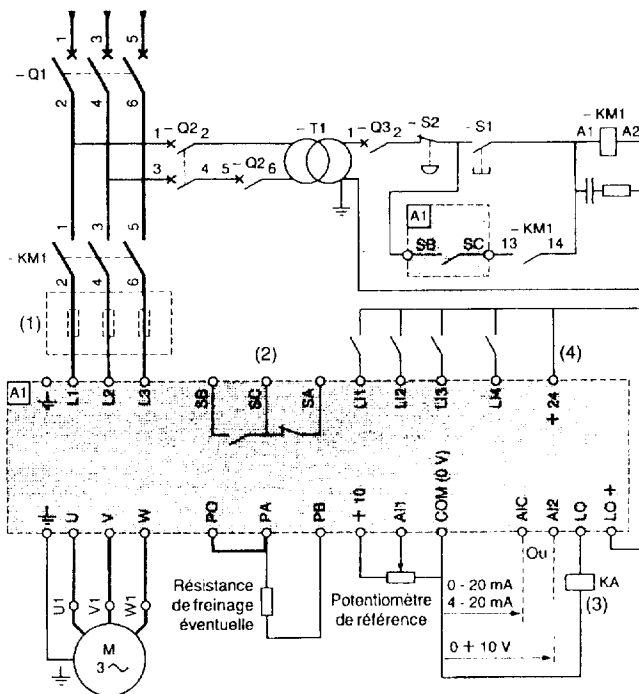 1 3 5
- Q1
2 4 6
1 - Q2 2
3 4 5 - Q2 6
- T1
1 - Q3 2
- S2
- S1
- KM1
A1 A2
A1
SB SC
- KM1
13 14
1 3 5
- KM1
2 4 6
(1)
(2)
(4)
A1
L1 L2 L3
SB SC SA
LI1 LI2 LI3 LI4
+ 24
U V W
PO PA PB
+ 10 AI1 COM (0 V)
AIC AI2 LO LO +
Ou
U1 V1 W1
M
3 ~
Résistance
de freinage
éventuelle
Potentiomètre
de référence
0 - 20 mA
4 - 20 mA
0 + 10 V
KA
(3)